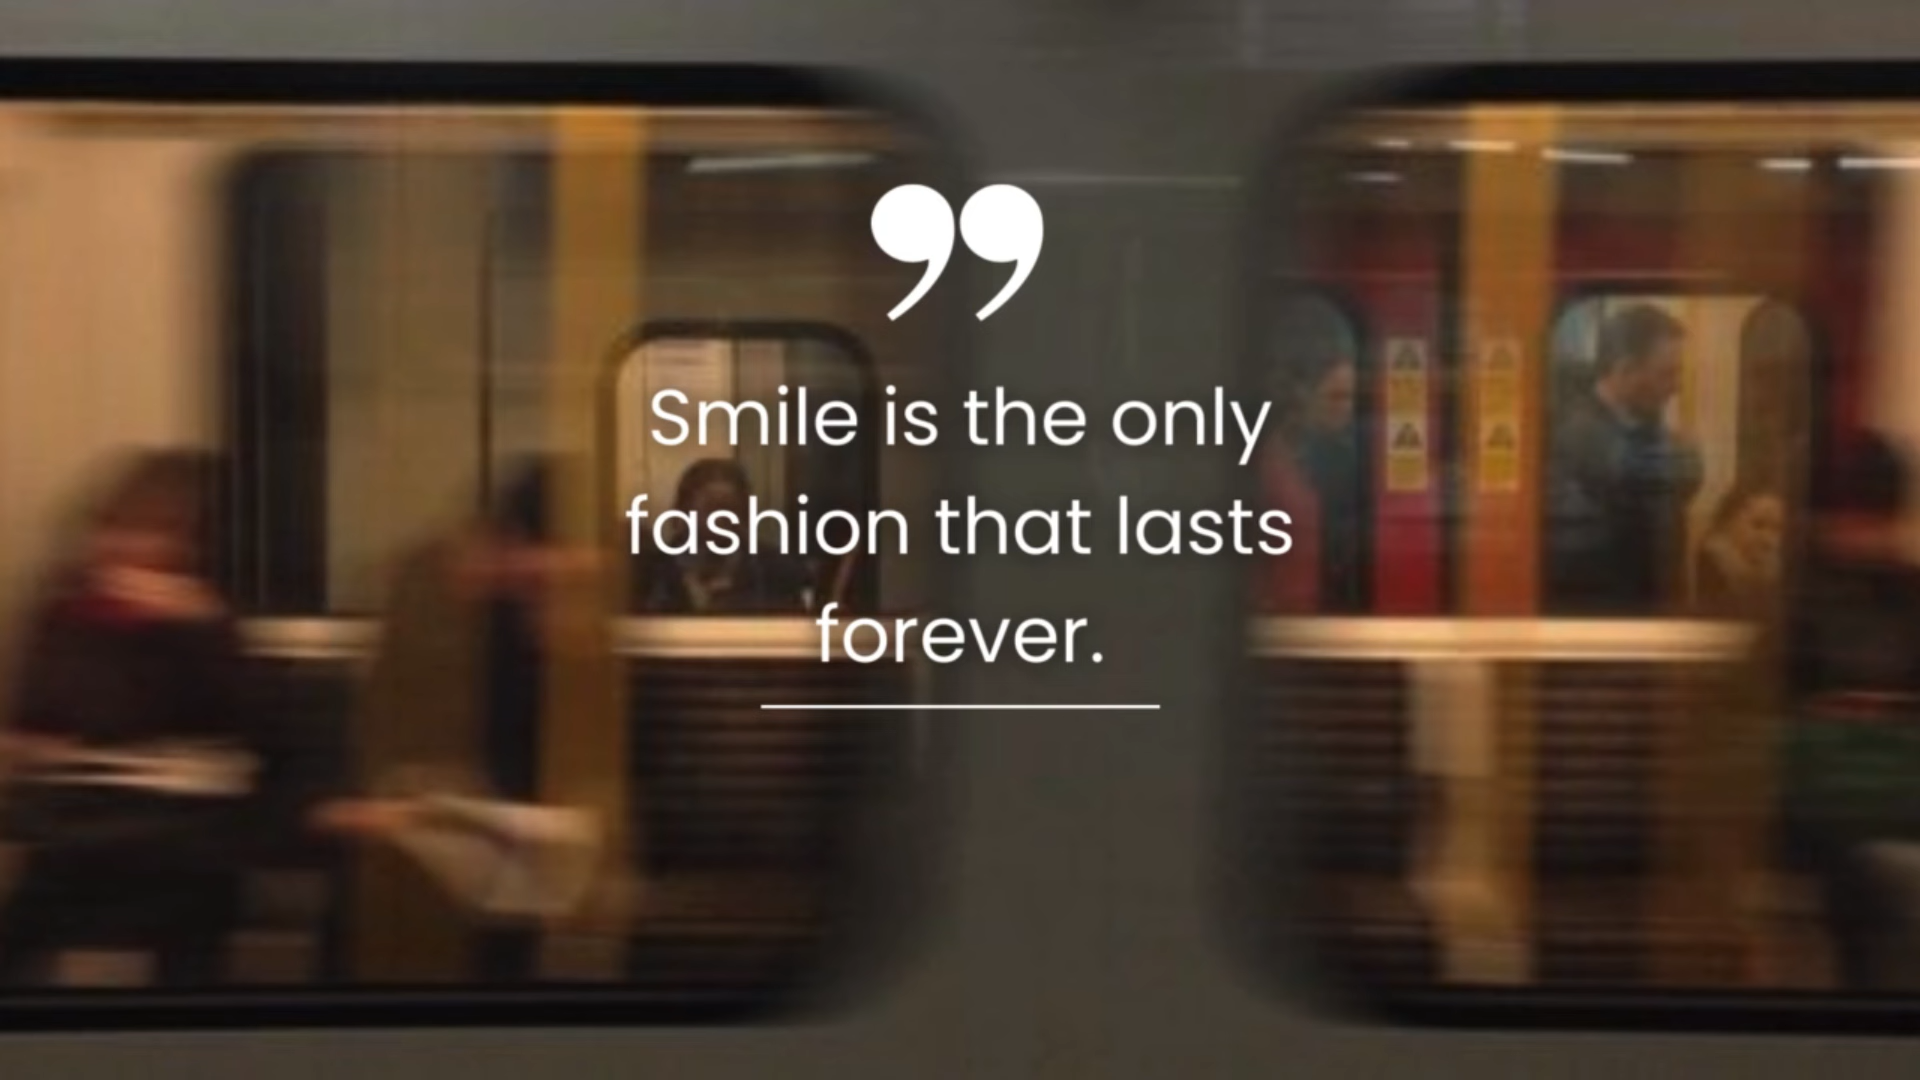 ”
Smile is the only
fashion that lasts
forever.